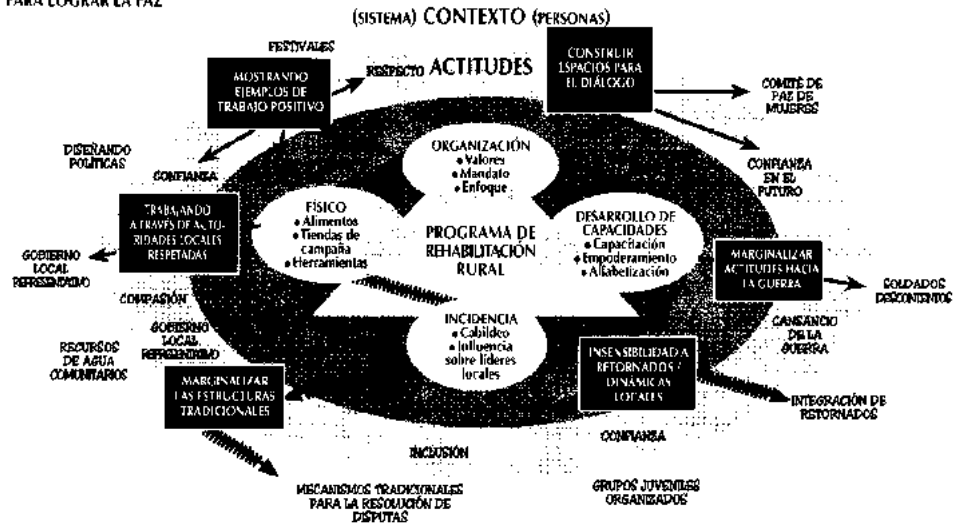 PARA LOGRAR LA PAZ
(SISTEMA) CONTEXTO (PERSONAS)
FESTIVALES
MOSTRANDO
EJEMPLOS DE
TRABAJO POSITIVO
RESPECTO
ACTITUDES
CONSTRUIR
ESPACIOS PARA
EL DIÁLOGO
COMITÉ DE
PAZ DE
MUJERES
DISEÑANDO
POLÍTICAS
CONFIANZA
CONFIANZA
EN EL
FUTURO
ORGANIZACIÓN
• Valores
• Mandato
• Enfoque
TRABAJANDO
A TRAVÉS DE AUTO-
RIDADES LOCALES
RESPETADAS
FÍSICO
• Alimentos
• Tiendas de
campaña
• Herramientas
PROGRAMA DE
REHABILITACIÓN
RURAL
DESARROLLO DE
CAPACIDADES
• Capacitación
• Empoderamiento
• Alfabetización
MARGINALIZAR
ACTITUDES HACIA
LA GUERRA
GOBIERNO
LOCAL
REPRESENTATIVO
SOLDADOS
DESCONTENTOS
COMPASIÓN
GOBIERNO
LOCAL
REPRESENTATIVO
CANSANCIO
DE LA
GUERRA
RECURSOS
DE AGUA
COMUNITARIOS
INCIDENCIA
• Cabildeo
• Influencia
sobre líderes
locales
INSENSIBILIDAD A
RETORNADOS /
DINÁMICAS
LOCALES
MARGINALIZAR
LAS ESTRUCTURAS
TRADICIONALES
INTEGRACIÓN DE
RETORNADOS
CONFIANZA
INCLUSIÓN
MECANISMOS TRADICIONALES
PARA LA RESOLUCIÓN DE
DISPUTAS
GRUPOS JUVENILES
ORGANIZADOS